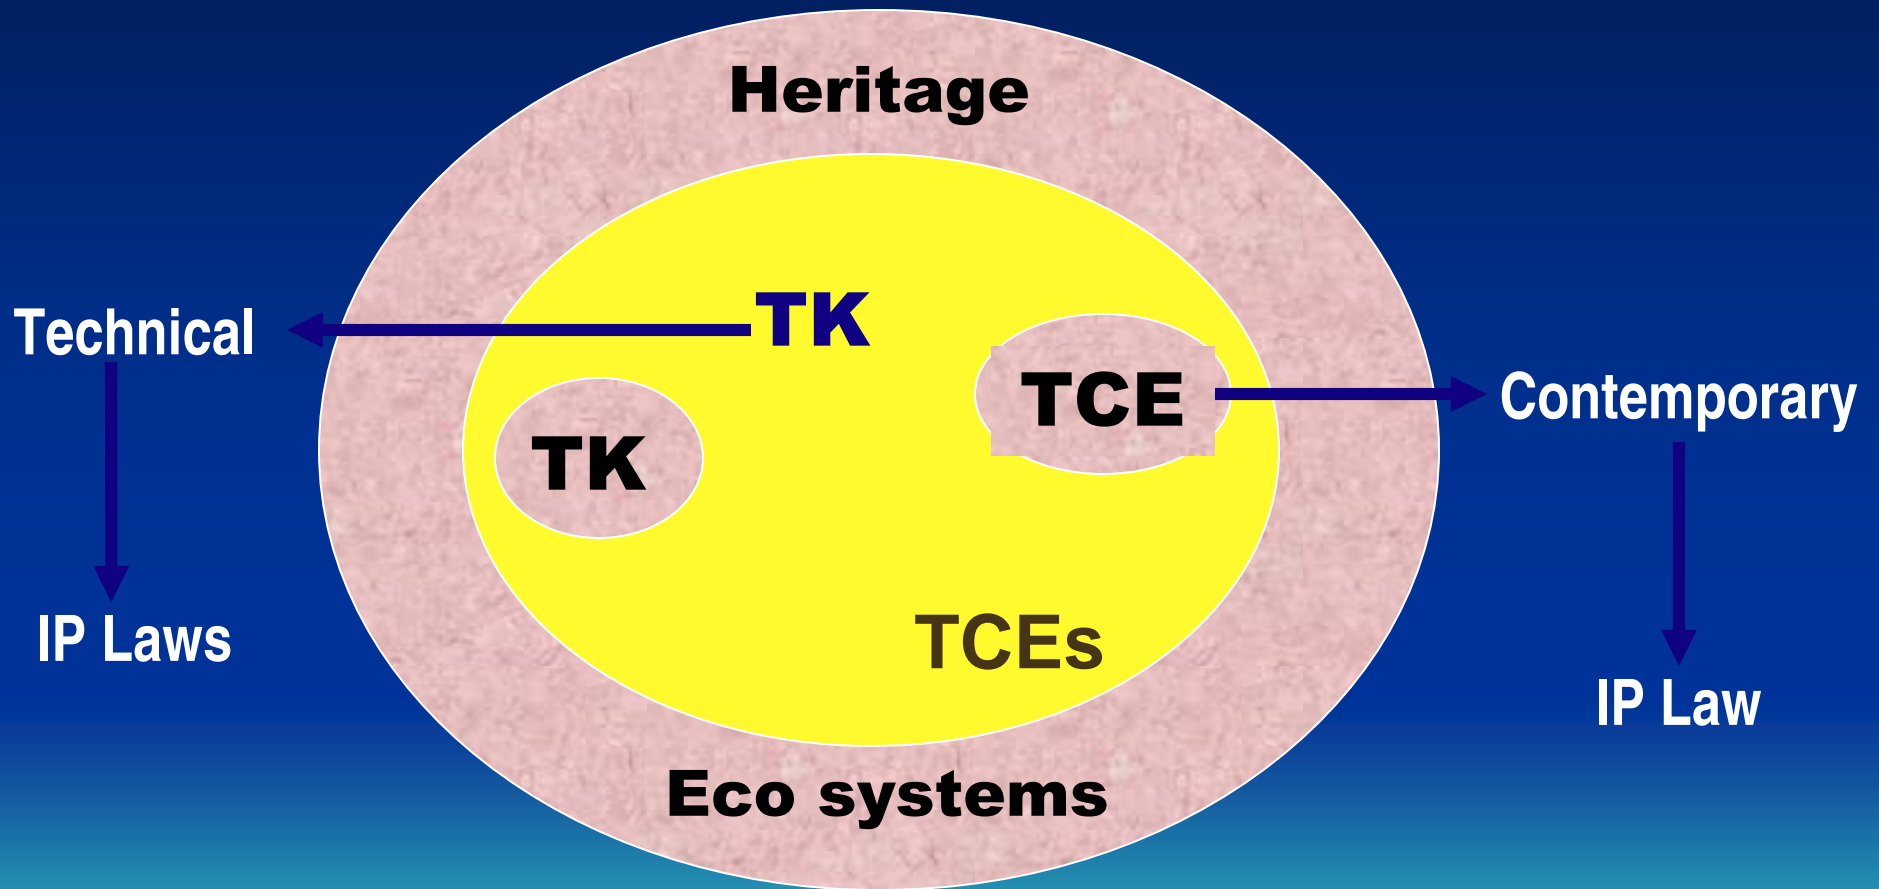 Heritage
TK
Technical
TCE
Contemporary
TK
IP Laws
TCEs
IP Law
Eco systems